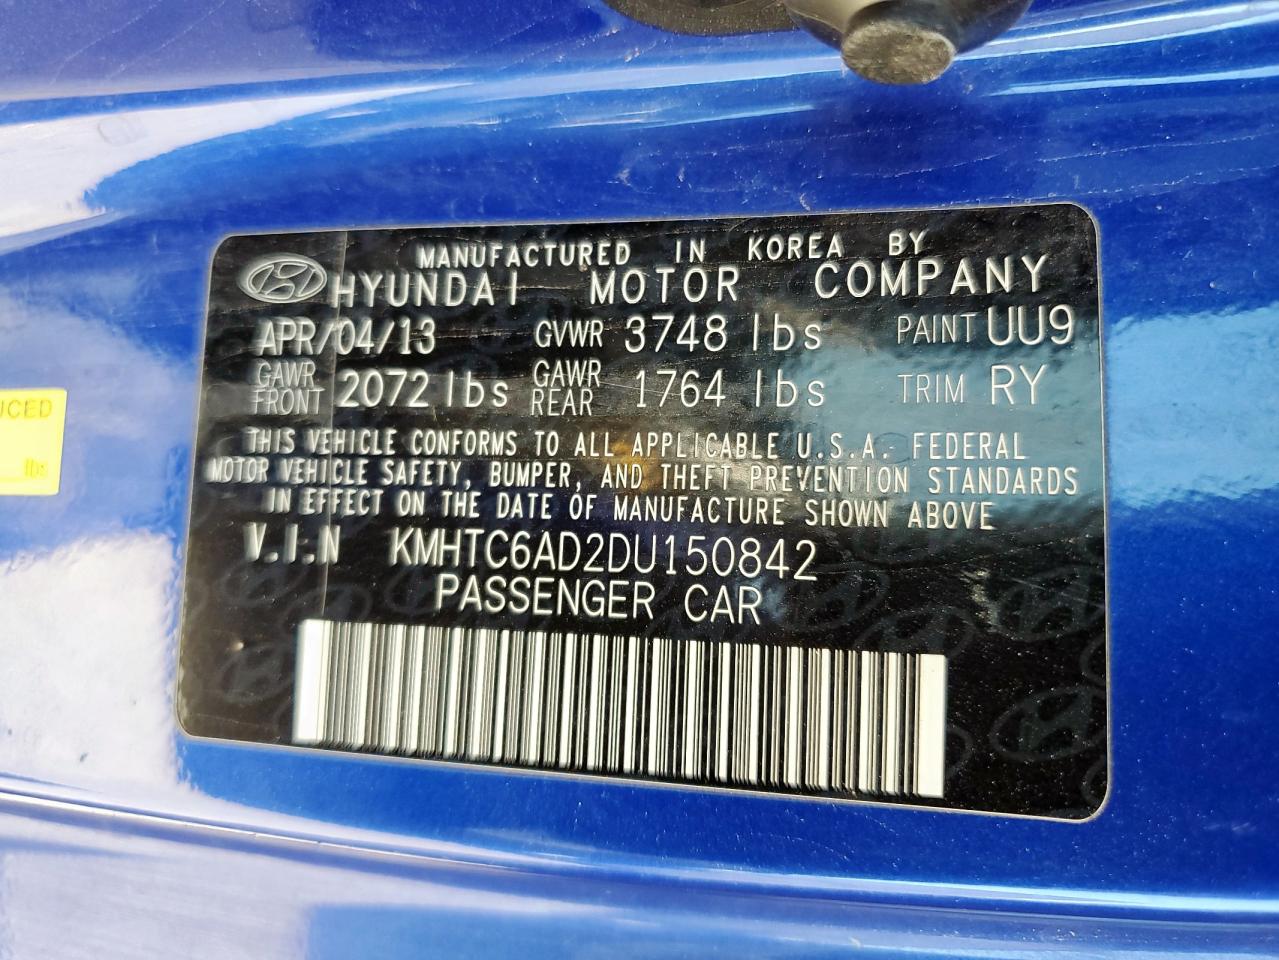 MANUFACTURED IN KOREA BY
HYUNDAI MOTOR COMPANY
APR/04/13 GVWR 3748 lbs PAINT UU9
GAWR FRONT 2072 lbs GAWR REAR 1764 lbs TRIM RY
THIS VEHICLE CONFORMS TO ALL APPLICABLE U.S.A. FEDERAL
MOTOR VEHICLE SAFETY, BUMPER, AND THEFT PREVENTION STANDARDS
IN EFFECT ON THE DATE OF MANUFACTURE SHOWN ABOVE
V.I.N KMHTC6AD2DU150842
PASSENGER CAR
UCED
lbs